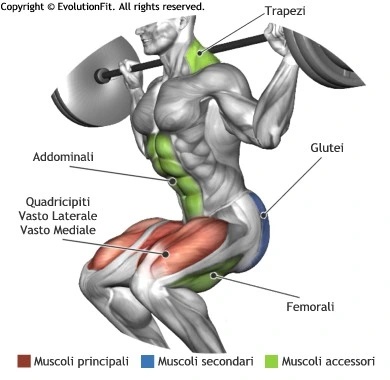 Copyright © EvolutionFit. All rights reserved.
Trapezi
Addominali
Glutei
Quadricipiti
Vasto Laterale
Vasto Mediale
Femorali
Muscoli principali
Muscoli secondari
Muscoli accessori